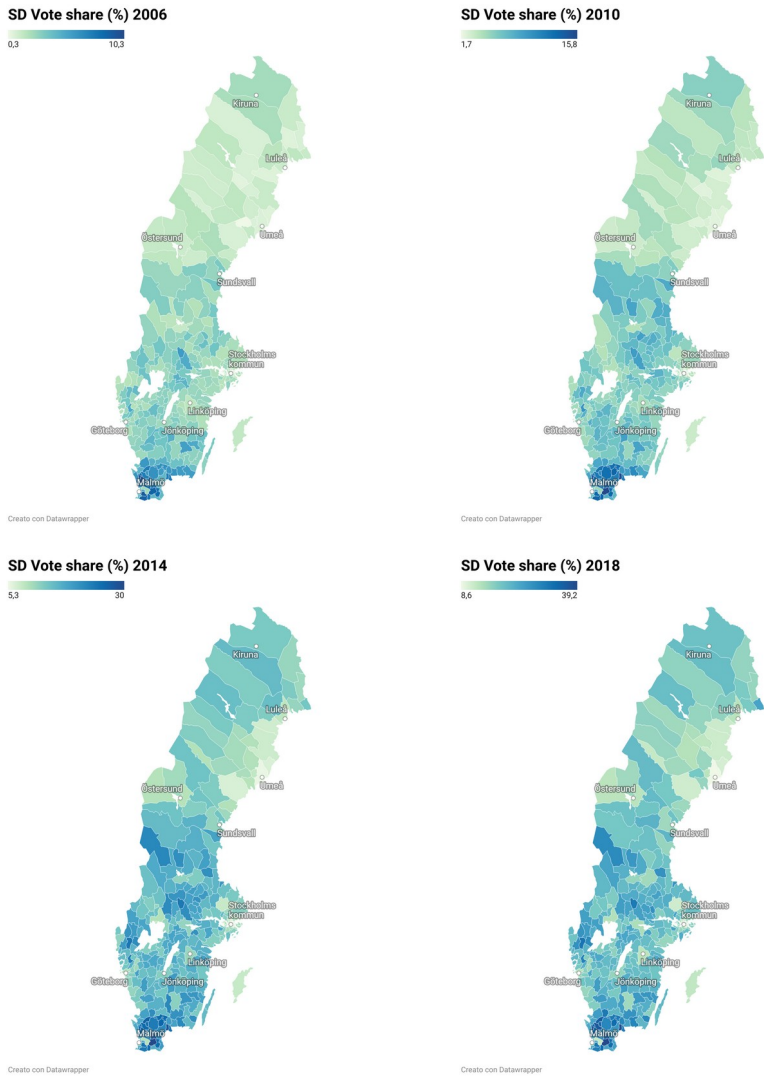 SD Vote share (%) 2006
0,3 10,3
Kiruna
Luleå
Umeå
Östersund
Sundsvall
Stockholms
kommun
Linköping
Göteborg Jönköping
Malmö
Creato con Datawrapper
SD Vote share (%) 2010
1,7 15,8
Kiruna
Luleå
Umeå
Östersund
Sundsvall
Stockholms
kommun
Linköping
Göteborg Jönköping
Malmö
Creato con Datawrapper
SD Vote share (%) 2014
5,3 30
Kiruna
Luleå
Umeå
Östersund
Sundsvall
Stockholms
kommun
Linköping
Göteborg Jönköping
Malmö
Creato con Datawrapper
SD Vote share (%) 2018
8,6 39,2
Kiruna
Luleå
Umeå
Östersund
Sundsvall
Stockholms
kommun
Linköping
Göteborg Jönköping
Malmö
Creato con Datawrapper